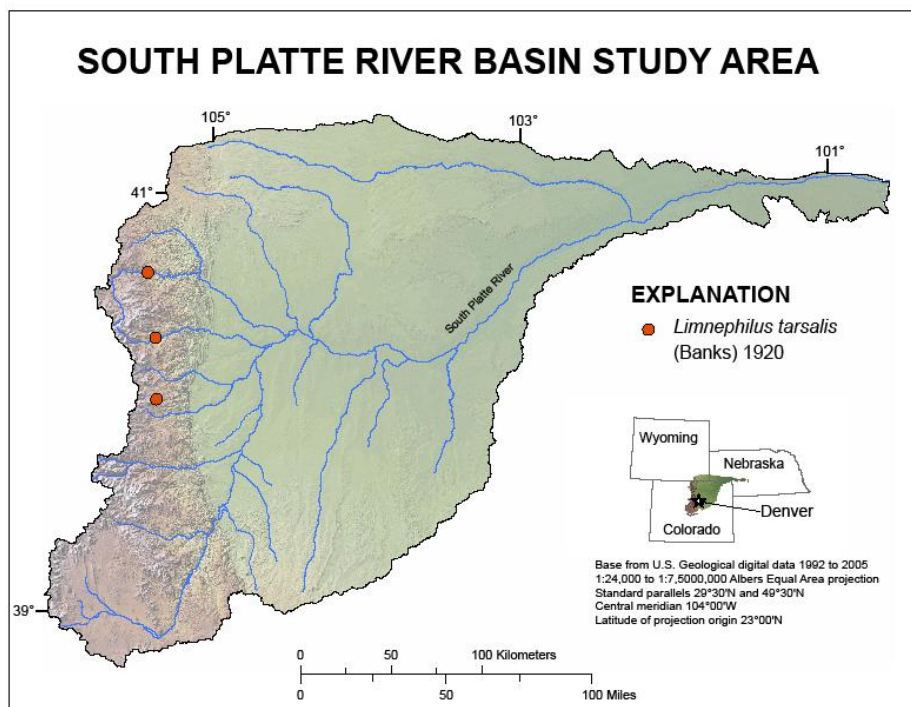 SOUTH PLATTE RIVER BASIN STUDY AREA
105°
103°
101°
41°
South Platte River
EXPLANATION
Limnephilus tarsalis
(Banks) 1920
Wyoming
Nebraska
Denver
Colorado
Base from U.S. Geological digital data 1992 to 2005
1:24,000 to 1:7,5000,000 Albers Equal Area projection
Standard parallels 29°30'N and 49°30'N
Central meridian 104°00'W
Latitude of projection origin 23°00'N
39°
0 50 100 Kilometers
0 50 100 Miles